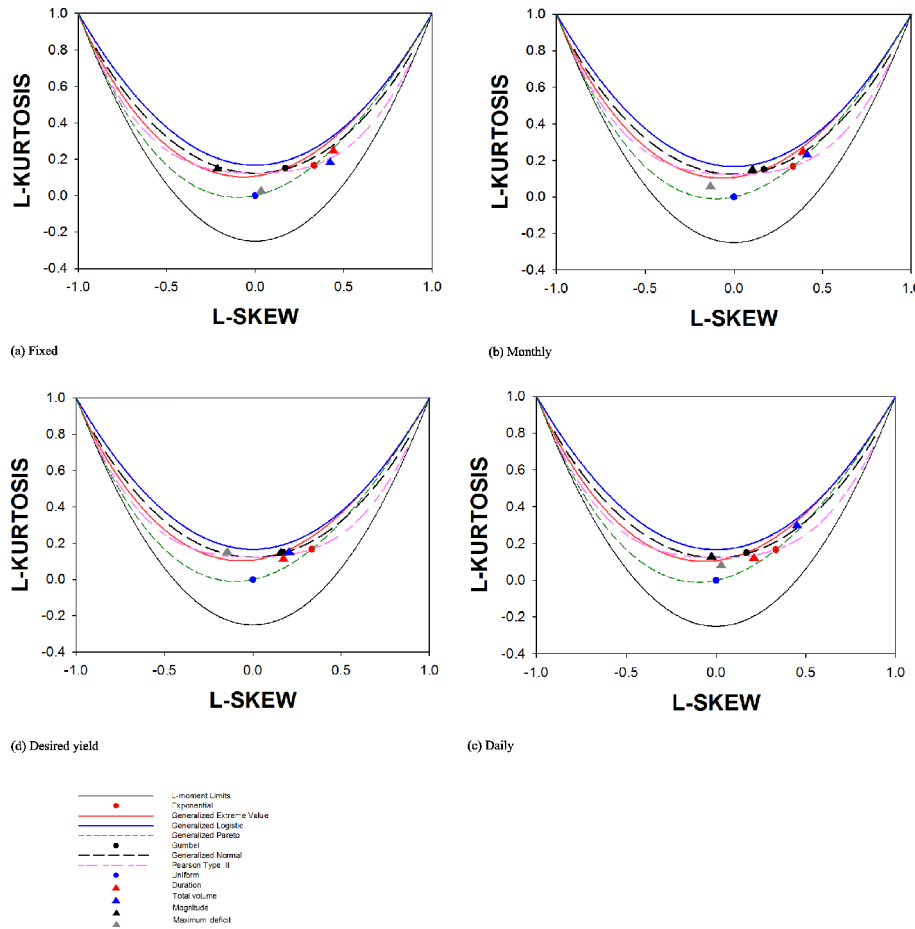 1.0
0.8
0.6
0.4
0.2
0.0
-0.2
-0.4
L-KURTOSIS
-1.0 -0.5 0.0 0.5 1.0
L-SKEW
(a) Fixed
1.0
0.8
0.6
0.4
0.2
0.0
-0.2
-0.4
L-KURTOSIS
-1.0 -0.5 0.0 0.5 1.0
L-SKEW
(b) Monthly
1.0
0.8
0.6
0.4
0.2
0.0
-0.2
-0.4
L-KURTOSIS
-1.0 -0.5 0.0 0.5 1.0
L-SKEW
(d) Desired yield
1.0
0.8
0.6
0.4
0.2
0.0
-0.2
-0.4
L-KURTOSIS
-1.0 -0.5 0.0 0.5 1.0
L-SKEW
(c) Daily
L-moment Limits
Exponential
Generalized Extreme Value
Generalized Logistic
Generalized Pareto
Gumbel
Generalized Normal
Pearson Type
Uniform
Duration
Total volume
Magnitude
Maximum deficit